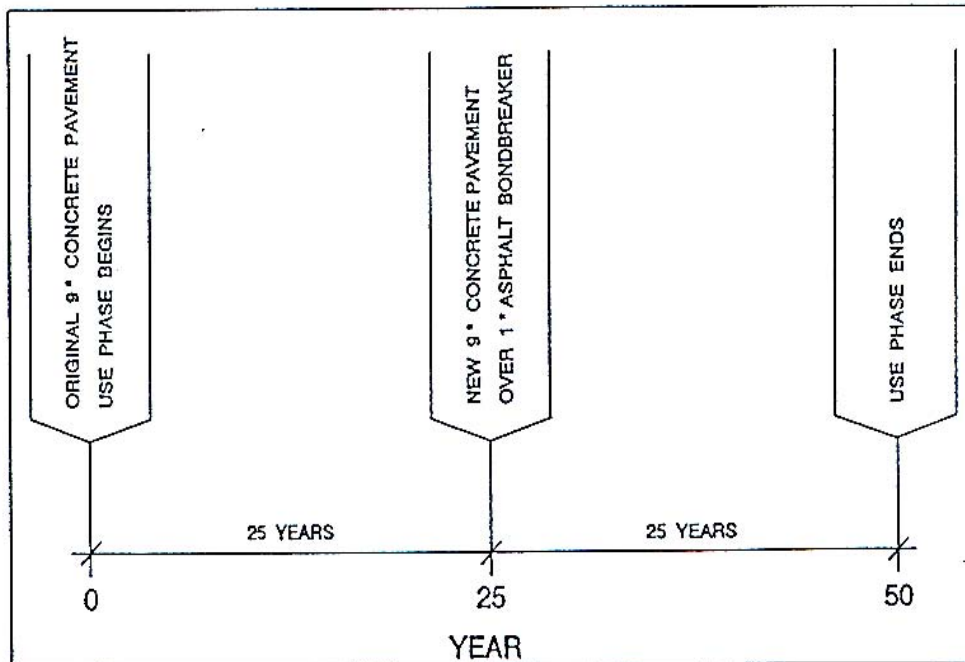 ORIGINAL 9" CONCRETE PAVEMENT
USE PHASE BEGINS
NEW 9" CONCRETE PAVEMENT
OVER 1" ASPHALT BONDBREAKER
USE PHASE ENDS
25 YEARS
25 YEARS
0
25
50
YEAR